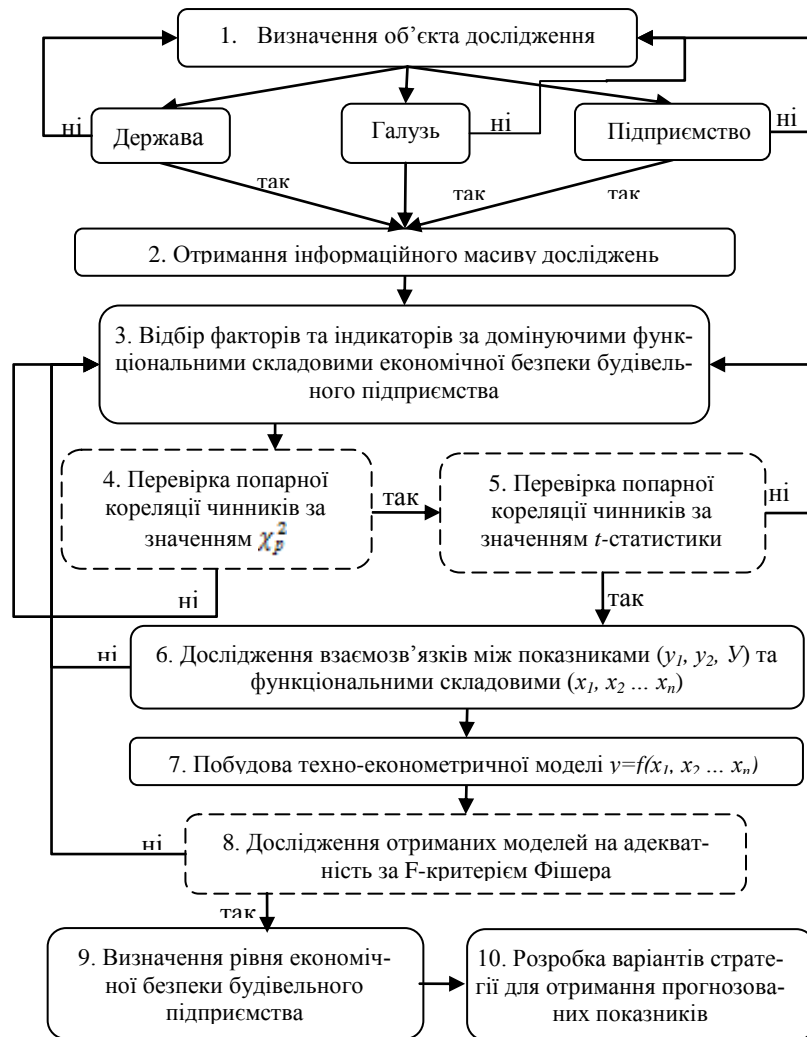 1. Визначення об’єкта дослідження
ні
Держава
Галузь
ні
Підприємство
ні
так
так
так
2. Отримання інформаційного масиву досліджень
3. Відбір факторів та індикаторів за домінуючими функ-
ціональними складовими економічної безпеки будівель-
ного підприємства
4. Перевірка попарної
кореляції чинників за
значенням χ²ₚ
так
5. Перевірка попарної
кореляції чинників за
значенням t-статистики
ні
ні
так
ні
6. Дослідження взаємозв’язків між показниками (y₁, y₂, У) та
функціональними складовими (x₁, x₂ ... xₙ)
7. Побудова техно-економетричної моделі y=f(x₁, x₂ ... xₙ)
ні
8. Дослідження отриманих моделей на адекват-
ність за F-критерієм Фішера
так
9. Визначення рівня економіч-
ної безпеки будівельного
підприємства
10. Розробка варіантів страте-
гії для отримання прогнозова-
них показників